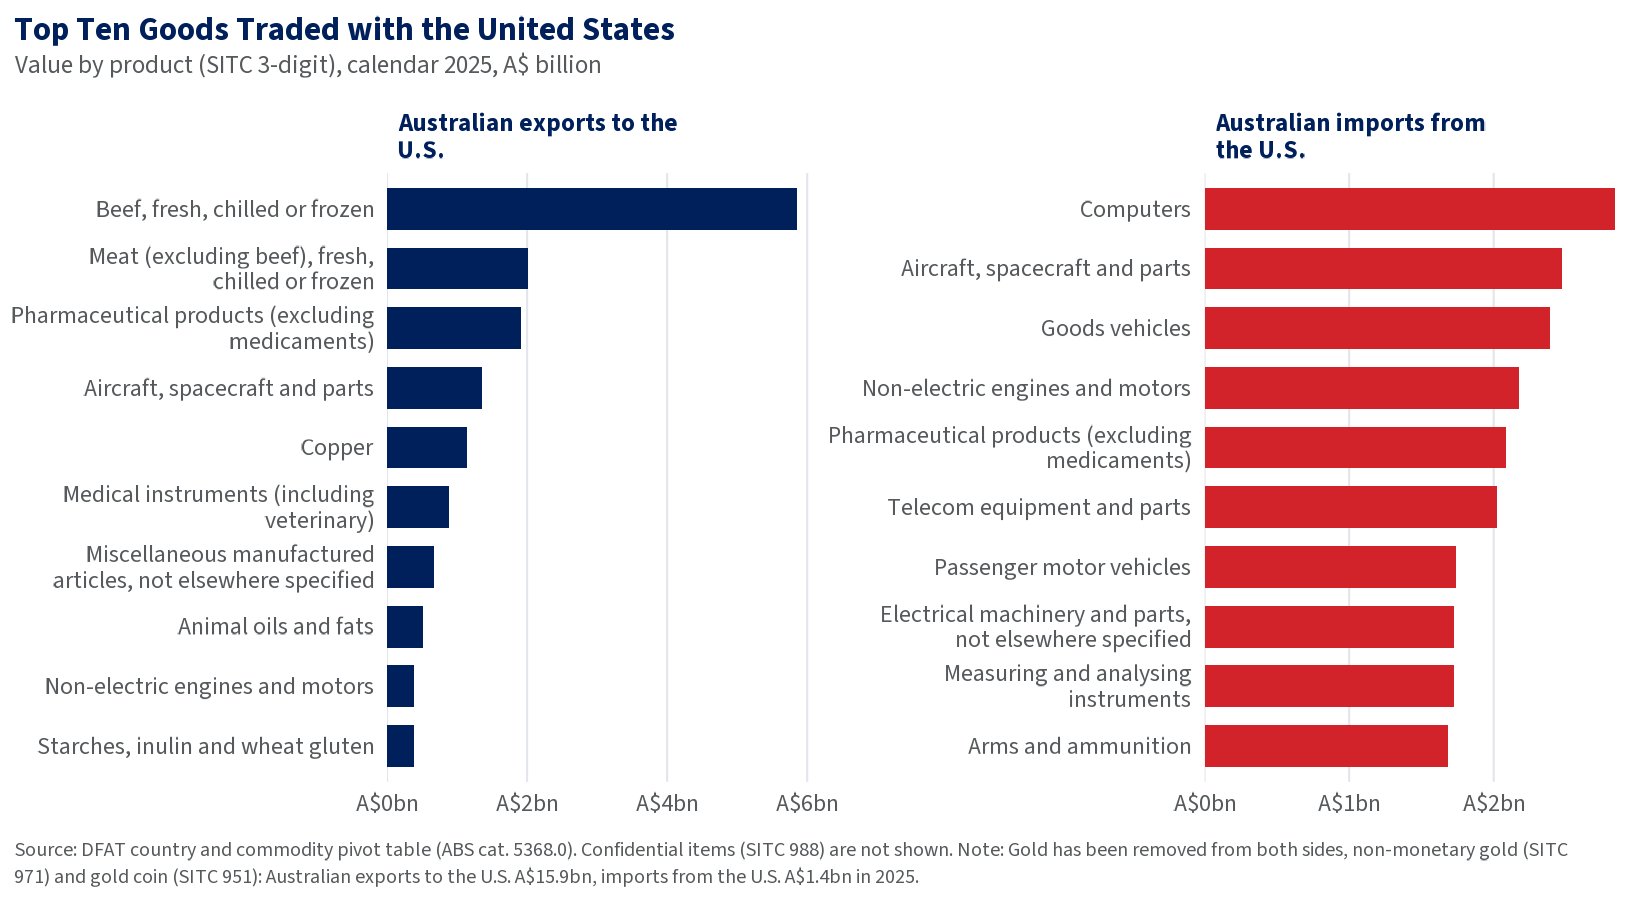 Top Ten Goods Traded with the United States
Value by product (SITC 3-digit), calendar 2025, A$ billion
Australian exports to the
U.S.
Beef, fresh, chilled or frozen
Meat (excluding beef), fresh,
chilled or frozen
Pharmaceutical products (excluding
medicaments)
Aircraft, spacecraft and parts
Copper
Medical instruments (including
veterinary)
Miscellaneous manufactured
articles, not elsewhere specified
Animal oils and fats
Non-electric engines and motors
Starches, inulin and wheat gluten
A$0bn
A$2bn
A$4bn
A$6bn
Australian imports from
the U.S.
Computers
Aircraft, spacecraft and parts
Goods vehicles
Non-electric engines and motors
Pharmaceutical products (excluding
medicaments)
Telecom equipment and parts
Passenger motor vehicles
Electrical machinery and parts,
not elsewhere specified
Measuring and analysing
instruments
Arms and ammunition
A$0bn
A$1bn
A$2bn
Source: DFAT country and commodity pivot table (ABS cat. 5368.0). Confidential items (SITC 988) are not shown. Note: Gold has been removed from both sides, non-monetary gold (SITC
971) and gold coin (SITC 951): Australian exports to the U.S. A$15.9bn, imports from the U.S. A$1.4bn in 2025.